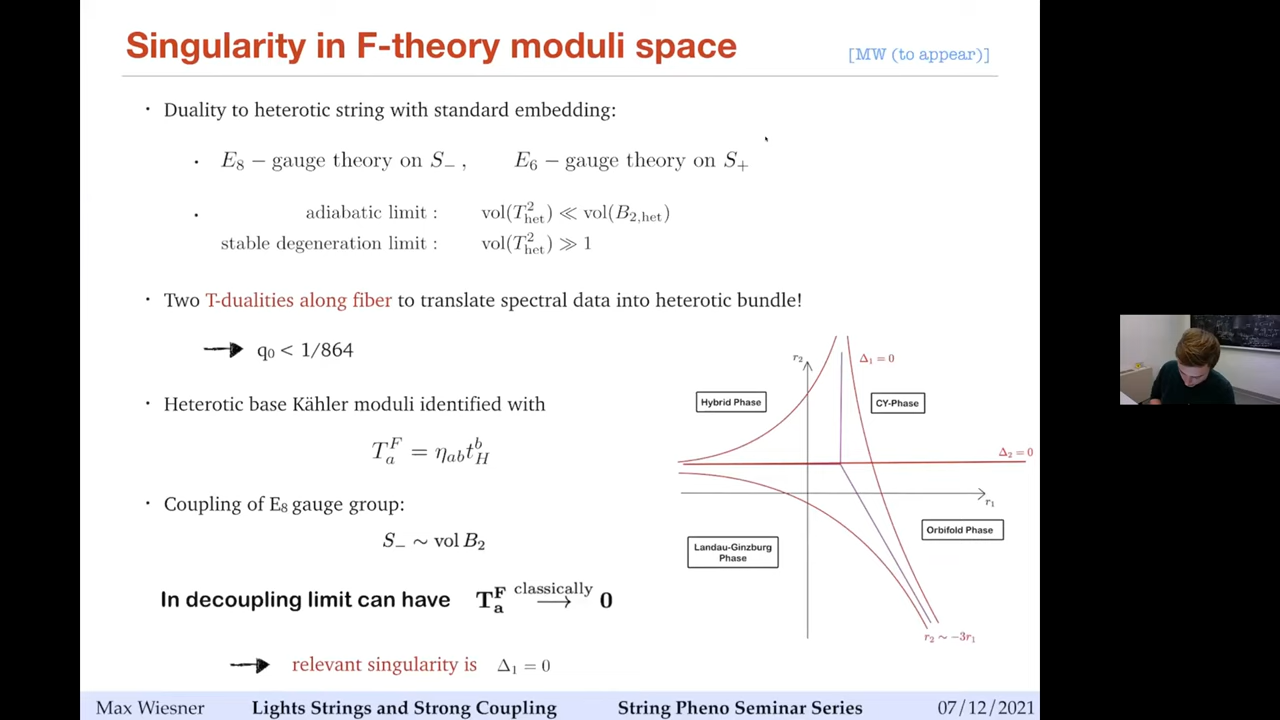 Singularity in F-theory moduli space
[MW (to appear)]
· Duality to heterotic string with standard embedding:
· E₈ − gauge theory on S₋ , E₆ − gauge theory on S₊
· adiabatic limit : vol(T²_het) ≪ vol(B₂,het)
stable degeneration limit : vol(T²_het) ≫ 1
· Two T-dualities along fiber to translate spectral data into heterotic bundle!
q₀ < 1/864
· Heterotic base Kähler moduli identified with
T_a^F = η_ab t_H^b
· Coupling of E₈ gauge group:
S₋ ∼ vol B₂
In decoupling limit can have T_a^F classically → 0
relevant singularity is Δ₁ = 0
r₂
Δ₁ = 0
Hybrid Phase
CY-Phase
Δ₂ = 0
r₁
Orbifold Phase
Landau-Ginzburg
Phase
r₂ ∼ −3r₁
Max Wiesner Lights Strings and Strong Coupling String Pheno Seminar Series 07/12/2021